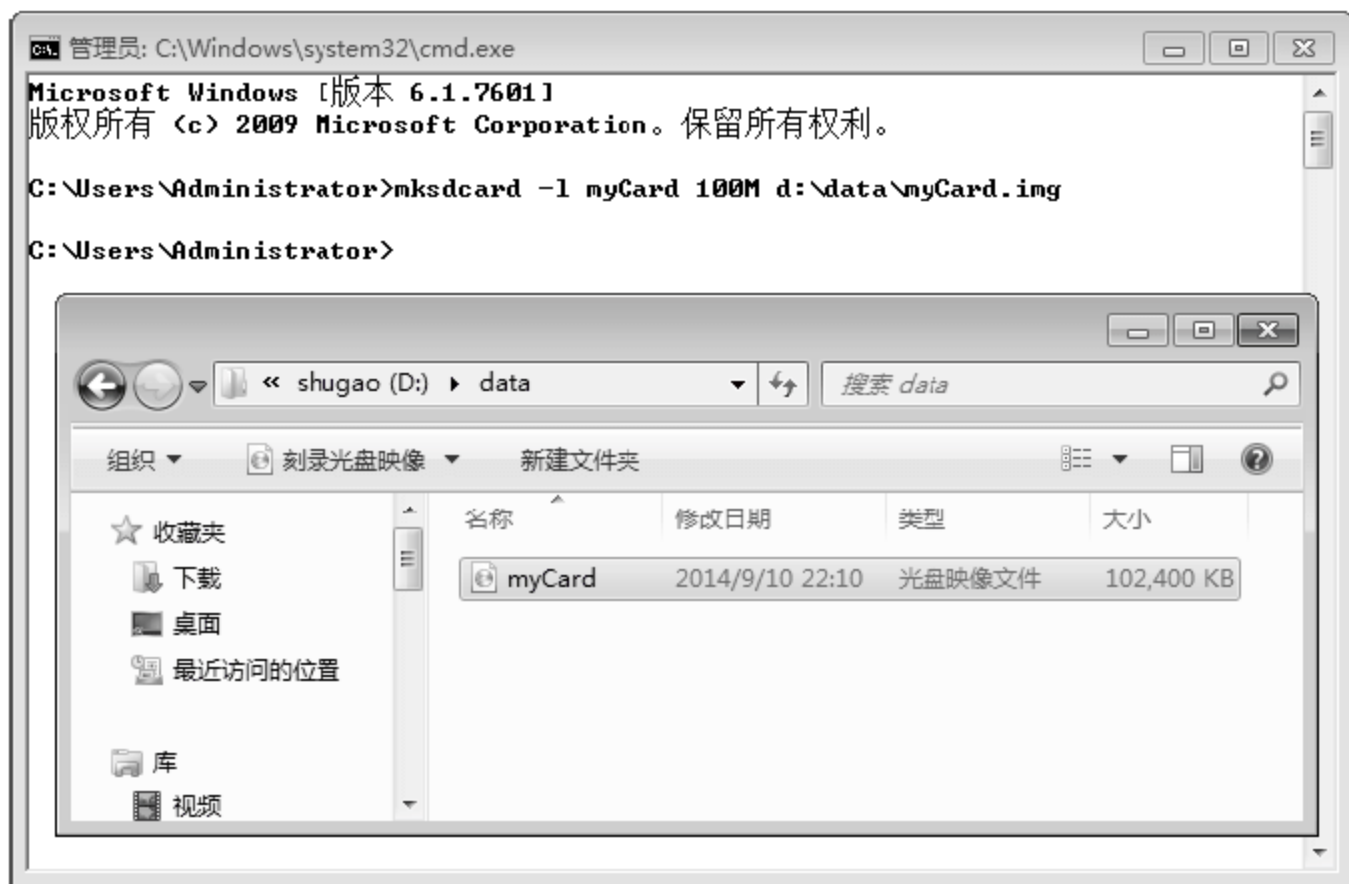 管理员: C:\Windows\system32\cmd.exe
Microsoft Windows [版本 6.1.7601]
版权所有 (c) 2009 Microsoft Corporation。保留所有权利。
C:\Users\Administrator>mksdcard -l myCard 100M d:\data\myCard.img
C:\Users\Administrator>
« shugao (D:) ▸ data
搜索 data
组织
刻录光盘映像
新建文件夹
名称 修改日期 类型 大小
myCard 2014/9/10 22:10 光盘映像文件 102,400 KB
收藏夹
下载
桌面
最近访问的位置
库
视频